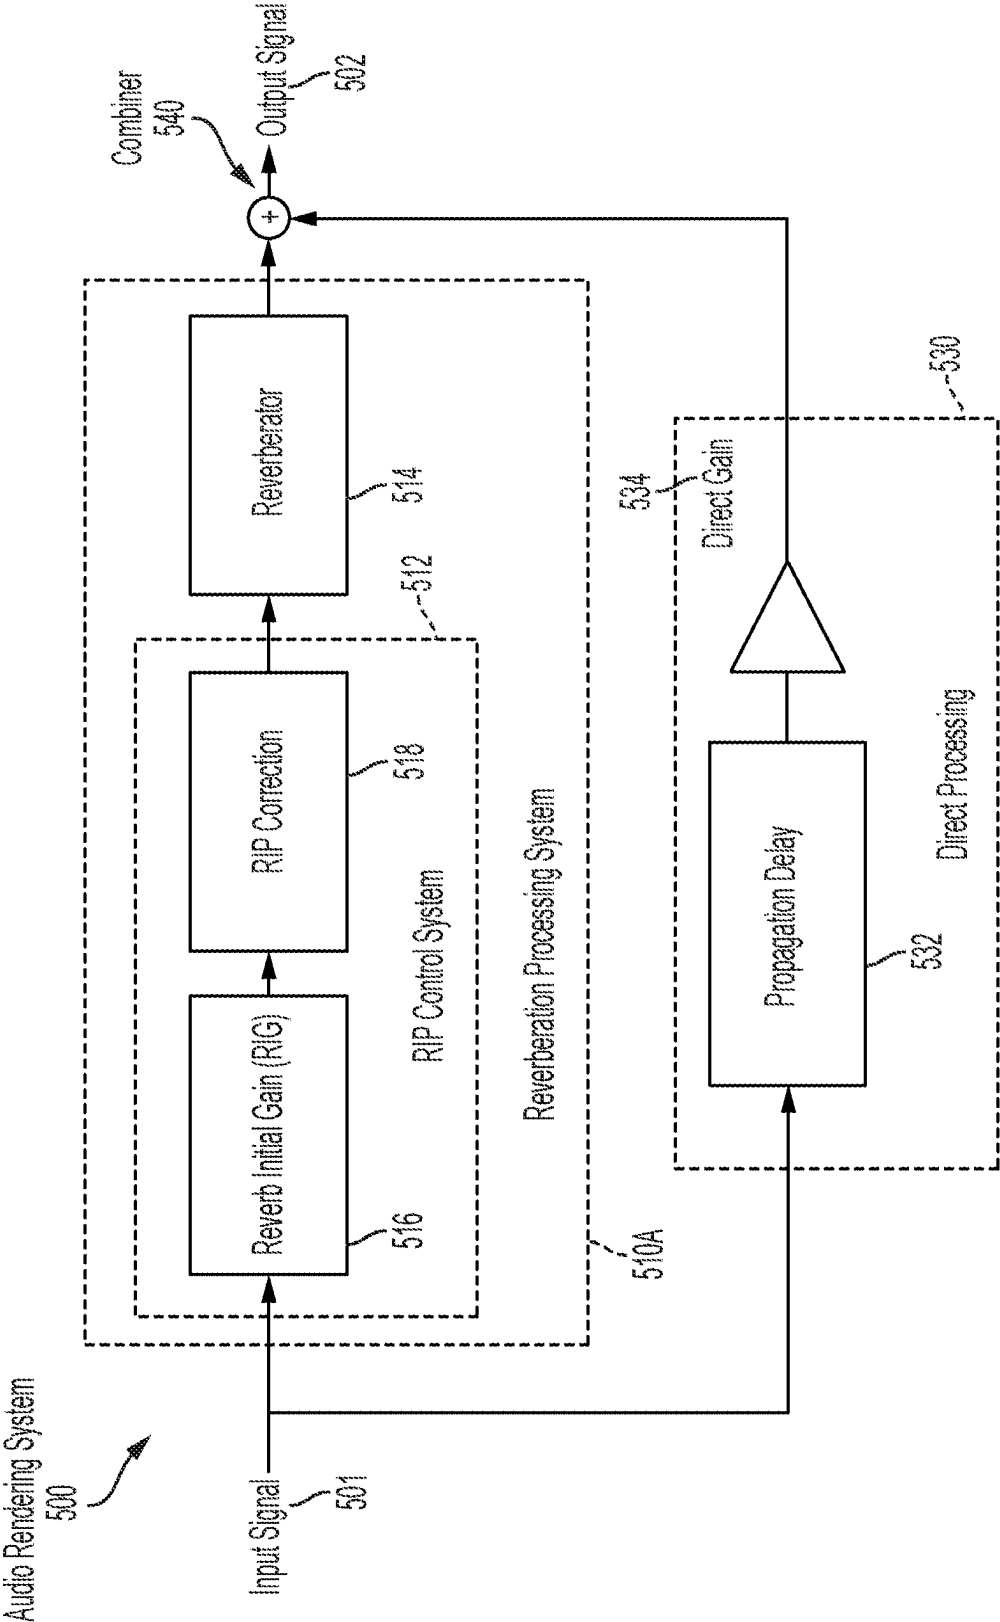 Audio Rendering System
500
Input Signal
501
Reverb Initial Gain (RIG)
516
RIP Correction
518
RIP Control System
512
Reverberator
514
Reverberation Processing System
510A
Combiner
540
+
Output Signal
502
Propagation Delay
532
Direct Gain
534
Direct Processing
530